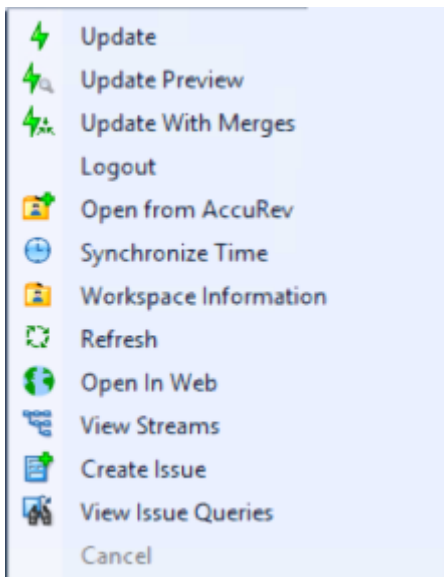 Update
Update Preview
Update With Merges
Logout
Open from AccuRev
Synchronize Time
Workspace Information
Refresh
Open In Web
View Streams
Create Issue
View Issue Queries
Cancel